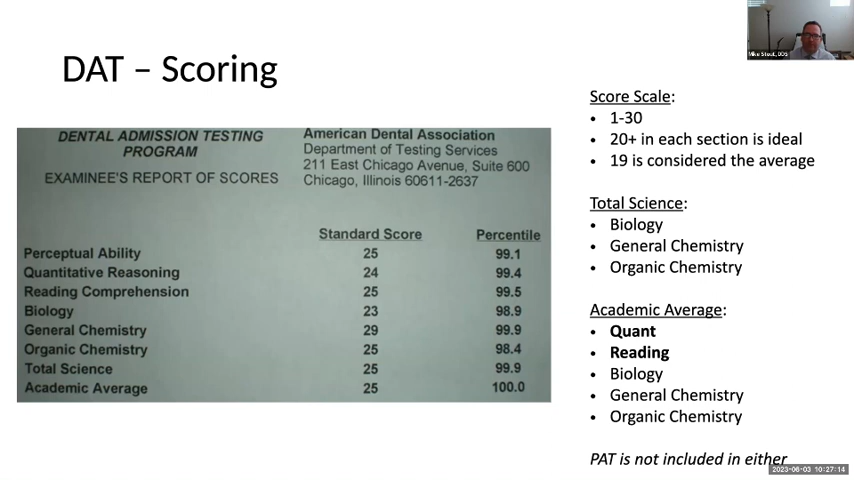 DAT – Scoring
DENTAL ADMISSION TESTING
PROGRAM
EXAMINEE'S REPORT OF SCORES
American Dental Association
Department of Testing Services
211 East Chicago Avenue, Suite 600
Chicago, Illinois 60611-2637
Standard Score Percentile
Perceptual Ability 25 99.1
Quantitative Reasoning 24 99.4
Reading Comprehension 25 99.5
Biology 23 98.9
General Chemistry 29 99.9
Organic Chemistry 25 98.4
Total Science 25 99.9
Academic Average 25 100.0
Score Scale:
• 1-30
• 20+ in each section is ideal
• 19 is considered the average
Total Science:
• Biology
• General Chemistry
• Organic Chemistry
Academic Average:
• Quant
• Reading
• Biology
• General Chemistry
• Organic Chemistry
PAT is not included in either
Mike Stout, DDS
2023-06-03 10:27:14